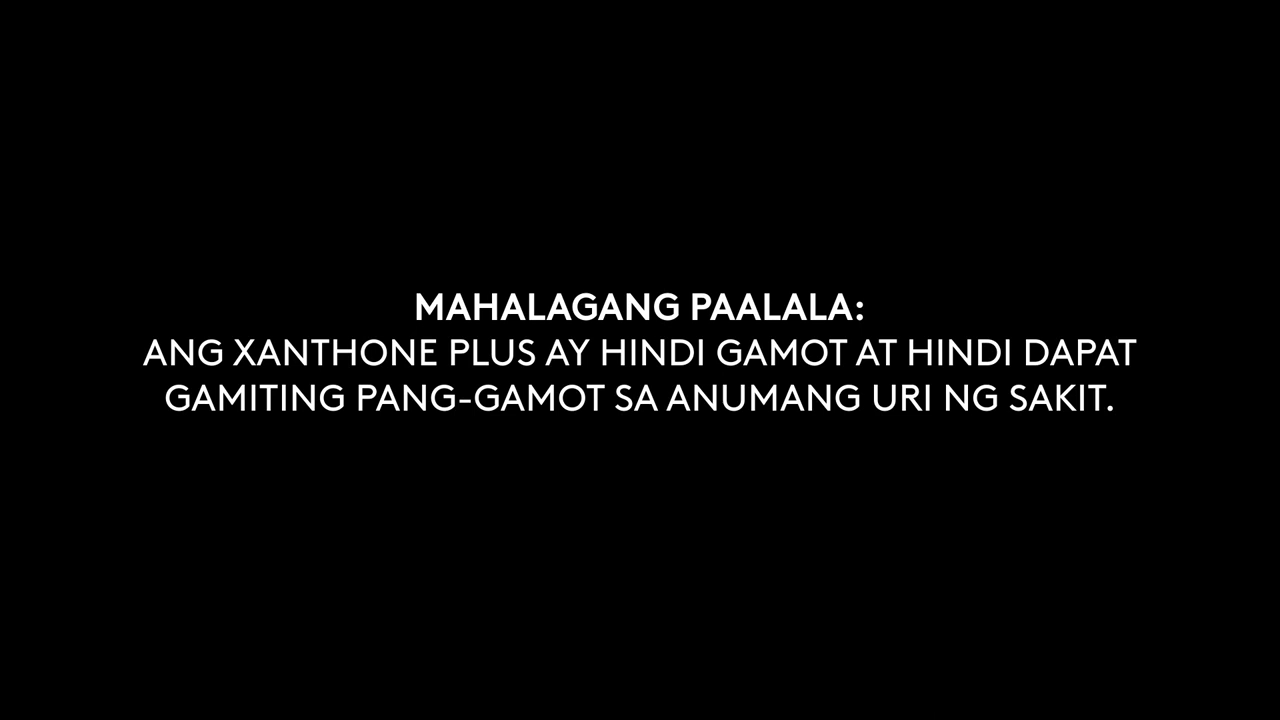 MAHALAGANG PAALALA:
ANG XANTHONE PLUS AY HINDI GAMOT AT HINDI DAPAT
GAMITING PANG-GAMOT SA ANUMANG URI NG SAKIT.